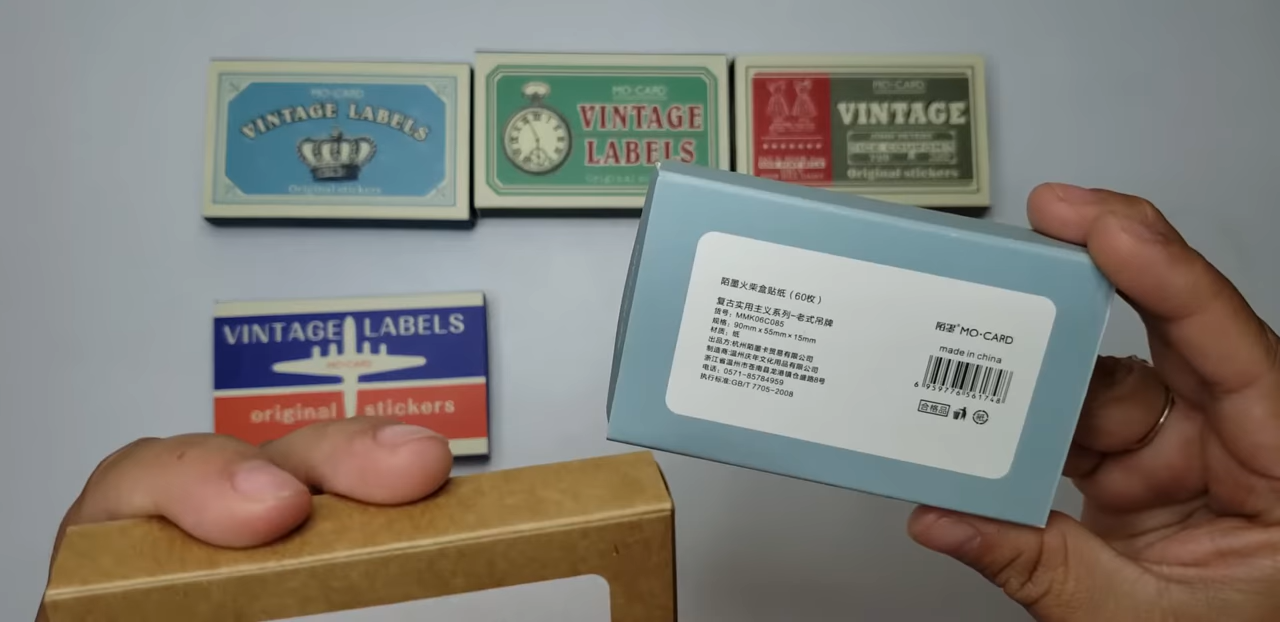 MO-CARD
VINTAGE LABELS
Original stickers
MO-CARD
VINTAGE
LABELS
MO-CARD
VINTAGE
Original stickers
VINTAGE LABELS
MO-CARD
original stickers
陌墨火柴盒贴纸（60枚）
复古实用主义系列-老式吊牌
货号：MMK06C085
规格：90mm x 55mm × 15mm
材质：纸
出品方：杭州陌墨卡贸易有限公司
制造商：温州庆年文化用品有限公司
浙江省温州市苍南县龙港镇仓盛路8号
电话：0571-85784959
执行标准：GB/T 7705-2008
陌墨 MO-CARD
made in china
6 939776 561748
合格品